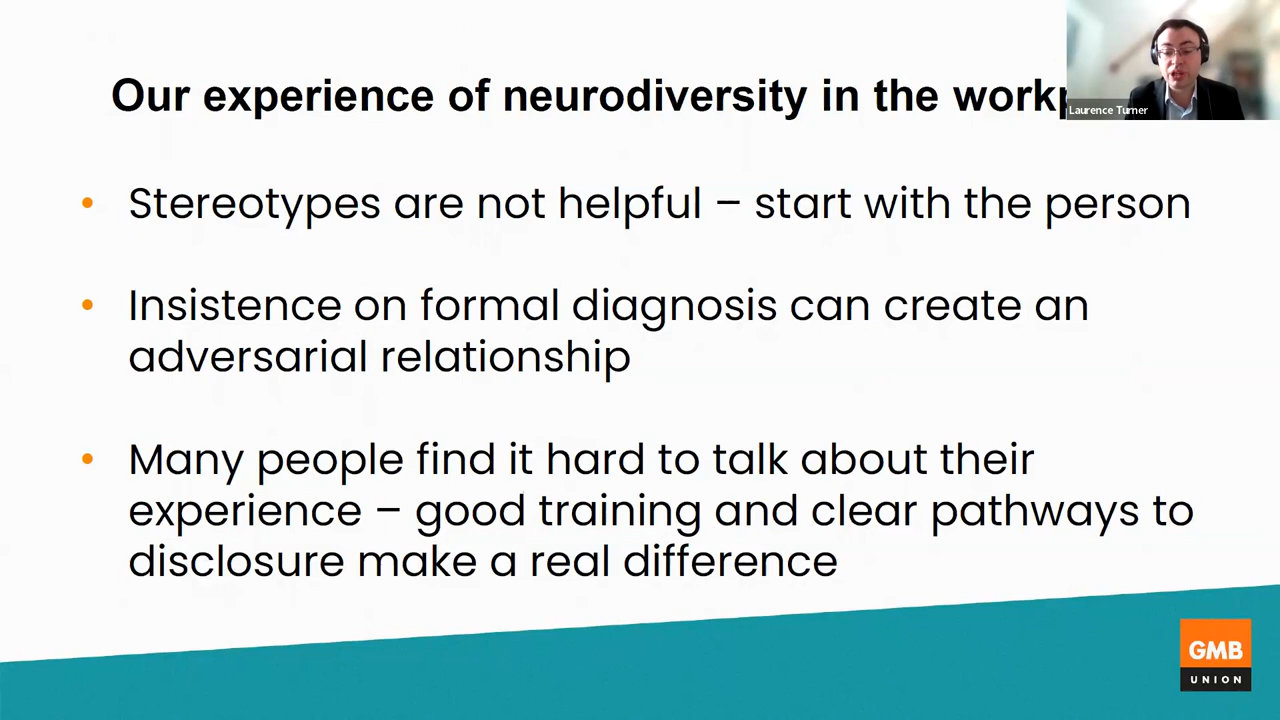 Our experience of neurodiversity in the workp
Laurence Turner
• Stereotypes are not helpful – start with the person
• Insistence on formal diagnosis can create an
adversarial relationship
• Many people find it hard to talk about their
experience – good training and clear pathways to
disclosure make a real difference
GMB
UNION